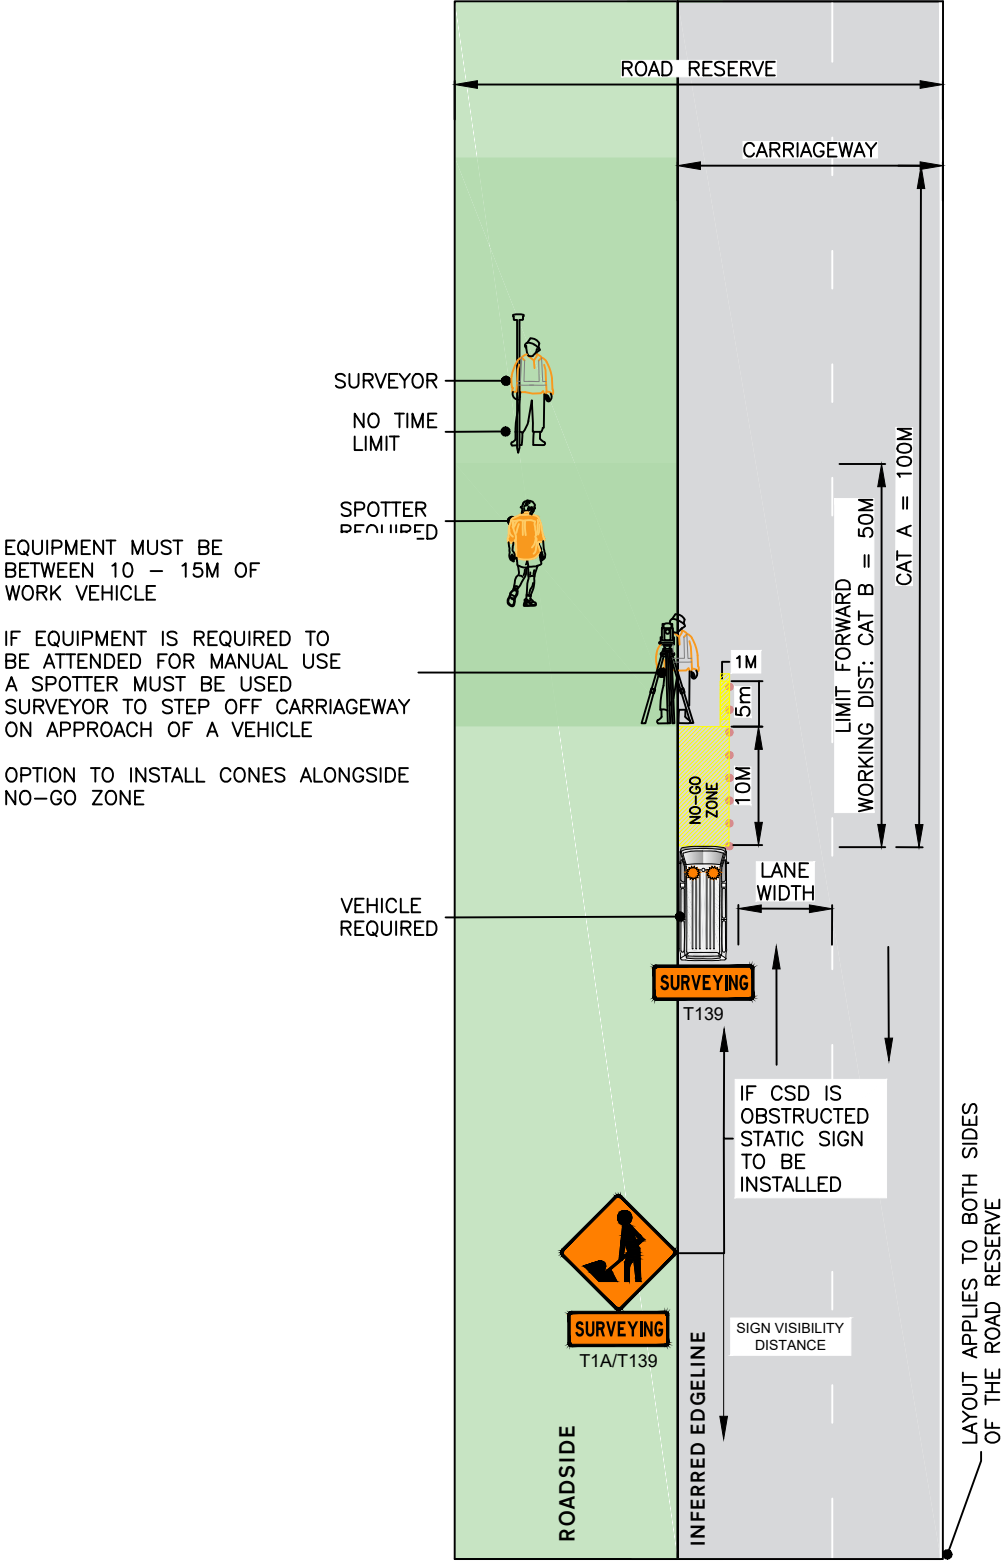 ROAD RESERVE
CARRIAGEWAY
SURVEYOR
NO TIME
LIMIT
SPOTTER
REQUIRED
EQUIPMENT MUST BE
BETWEEN 10 – 15M OF
WORK VEHICLE
IF EQUIPMENT IS REQUIRED TO
BE ATTENDED FOR MANUAL USE
A SPOTTER MUST BE USED
SURVEYOR TO STEP OFF CARRIAGEWAY
ON APPROACH OF A VEHICLE
OPTION TO INSTALL CONES ALONGSIDE
NO–GO ZONE
1M
5m
10M
NO–GO
ZONE
LIMIT FORWARD
WORKING DIST: CAT B = 50M
CAT A = 100M
LANE
WIDTH
VEHICLE
REQUIRED
SURVEYING
T139
IF CSD IS
OBSTRUCTED
STATIC SIGN
TO BE
INSTALLED
SURVEYING
T1A/T139
SIGN VISIBILITY
DISTANCE
ROADSIDE
INFERRED EDGELINE
LAYOUT APPLIES TO BOTH SIDES
OF THE ROAD RESERVE